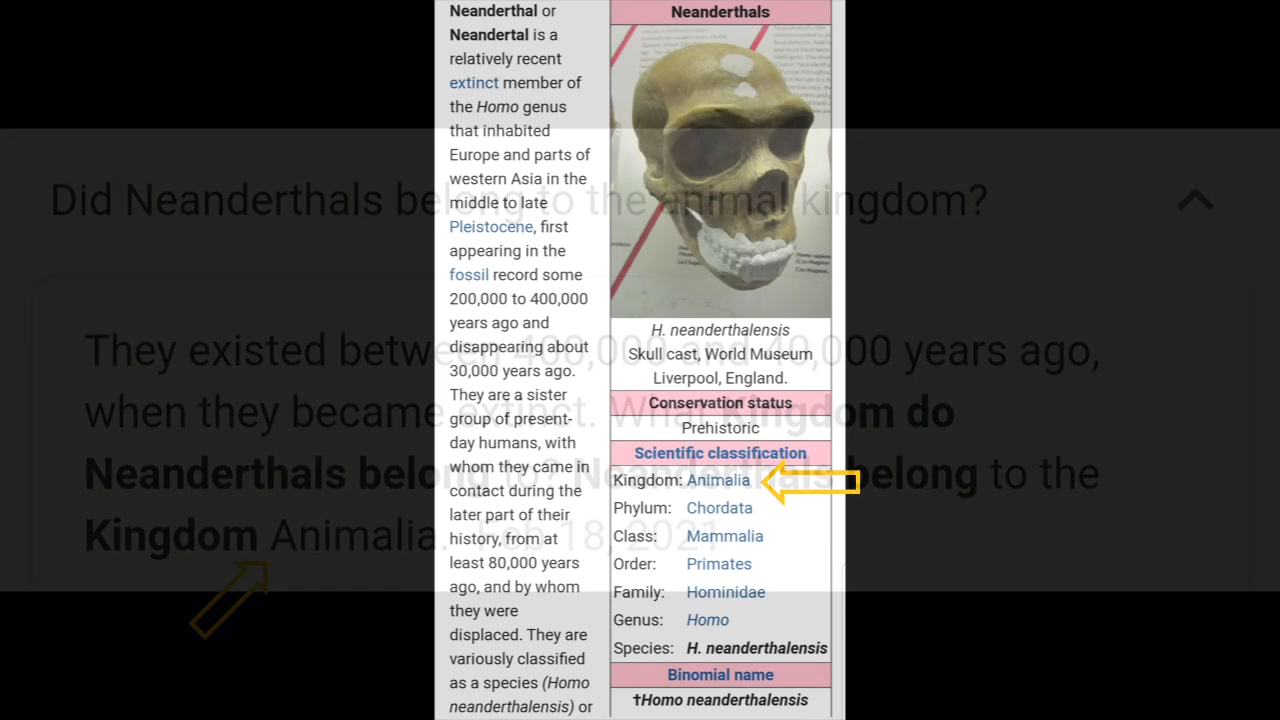 Neanderthal or
Neandertal is a
relatively recent
extinct member of
the Homo genus
that inhabited
Europe and parts of
western Asia in the
middle to late
Pleistocene, first
appearing in the
fossil record some
200,000 to 400,000
years ago and
disappearing about
30,000 years ago.
They are a sister
group of present-
day humans, with
whom they came in
contact during the
later part of their
history, from at
least 80,000 years
ago, and by whom
they were
displaced. They are
variously classified
as a species (Homo
neanderthalensis) or
Neanderthals
H. neanderthalensis
Skull cast, World Museum
Liverpool, England.
Conservation status
Prehistoric
Scientific classification
Kingdom: Animalia
Phylum: Chordata
Class: Mammalia
Order: Primates
Family: Hominidae
Genus: Homo
Species: H. neanderthalensis
Binomial name
†Homo neanderthalensis
Did Neanderthals belong to the animal kingdom?
They existed between 400,000 and 40,000 years ago,
when they became extinct. What Kingdom do
Neanderthals belong to? Neanderthals belong to the
Kingdom Animalia. Feb 18, 2021